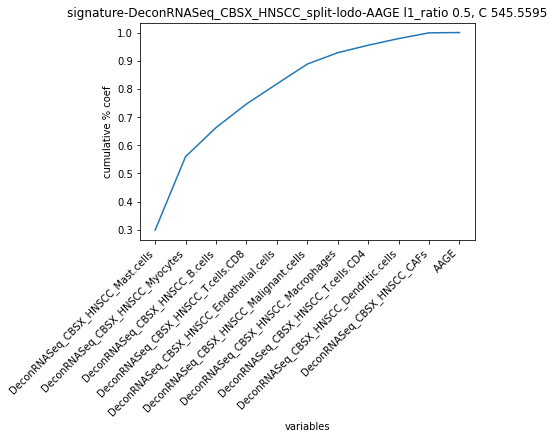 signature-DeconRNASeq_CBSX_HNSCC_split-lodo-AAGE l1_ratio 0.5, C 545.5595
cumulative % coef
1.0
0.9
0.8
0.7
0.6
0.5
0.4
0.3
DeconRNASeq_CBSX_HNSCC_Mast.cells
DeconRNASeq_CBSX_HNSCC_Myocytes
DeconRNASeq_CBSX_HNSCC_B.cells
DeconRNASeq_CBSX_HNSCC_T.cells.CD8
DeconRNASeq_CBSX_HNSCC_Endothelial.cells
DeconRNASeq_CBSX_HNSCC_Malignant.cells
DeconRNASeq_CBSX_HNSCC_Macrophages
DeconRNASeq_CBSX_HNSCC_T.cells.CD4
DeconRNASeq_CBSX_HNSCC_Dendritic.cells
DeconRNASeq_CBSX_HNSCC_CAFs
AAGE
variables